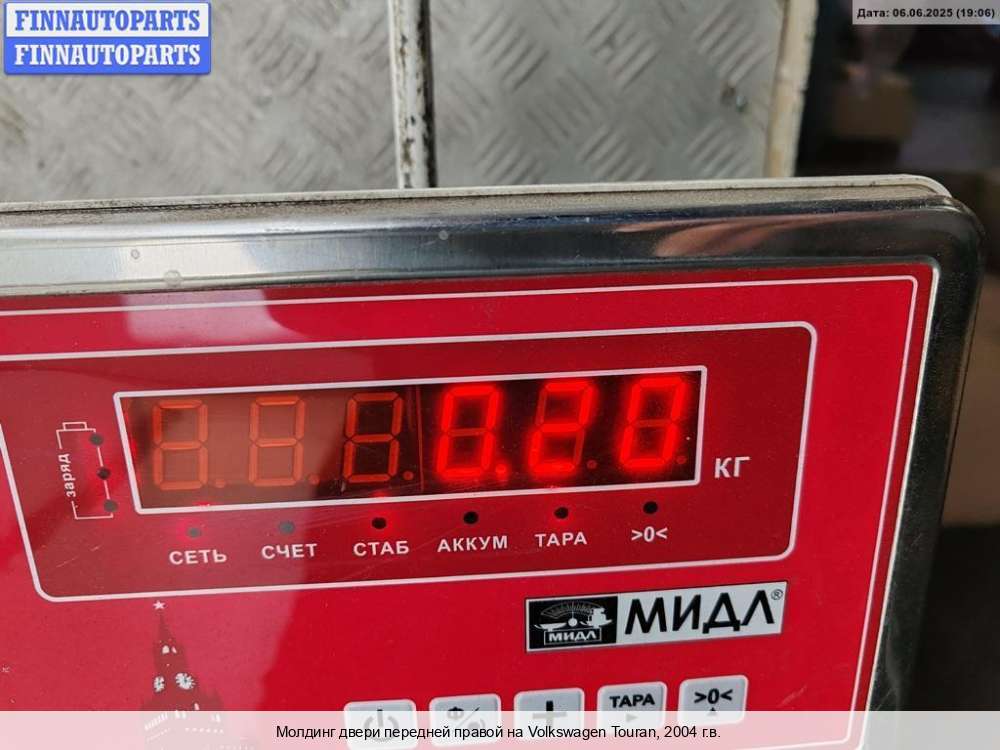 FINNAUTOPARTS
FINNAUTOPARTS
Дата: 06.06.2025 (19:06)
0.20
КГ
заряд
СЕТЬ СЧЕТ СТАБ АККУМ ТАРА >0<
МИДЛ
МИДЛ®
ТАРА >0<
Молдинг двери передней правой на Volkswagen Touran, 2004 г.в.